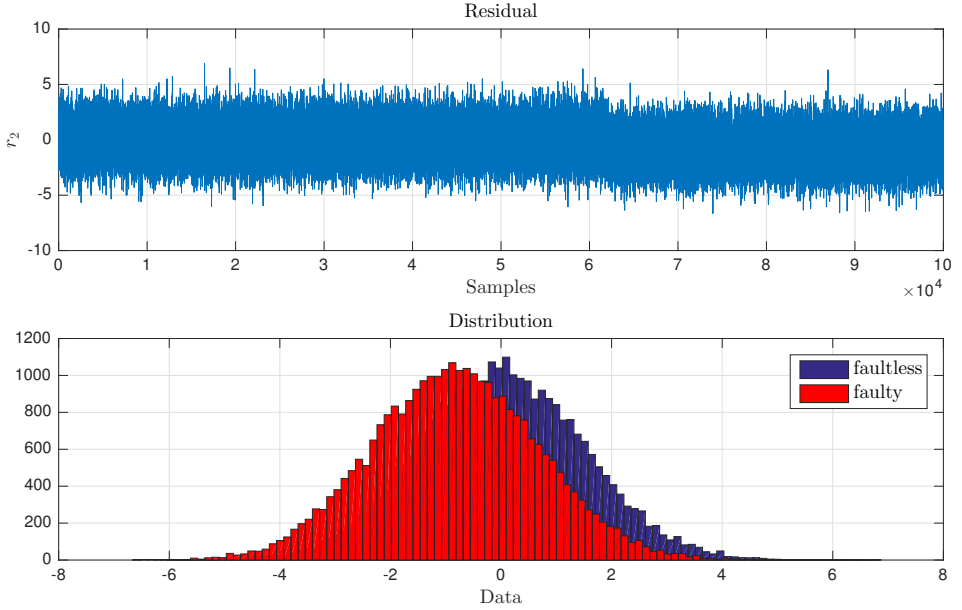 Residual
10
5
0
-5
-10
r2
0 1 2 3 4 5 6 7 8 9 10
Samples
×10^4
Distribution
1200
1000
800
600
400
200
0
faultless
faulty
-8 -6 -4 -2 0 2 4 6 8
Data